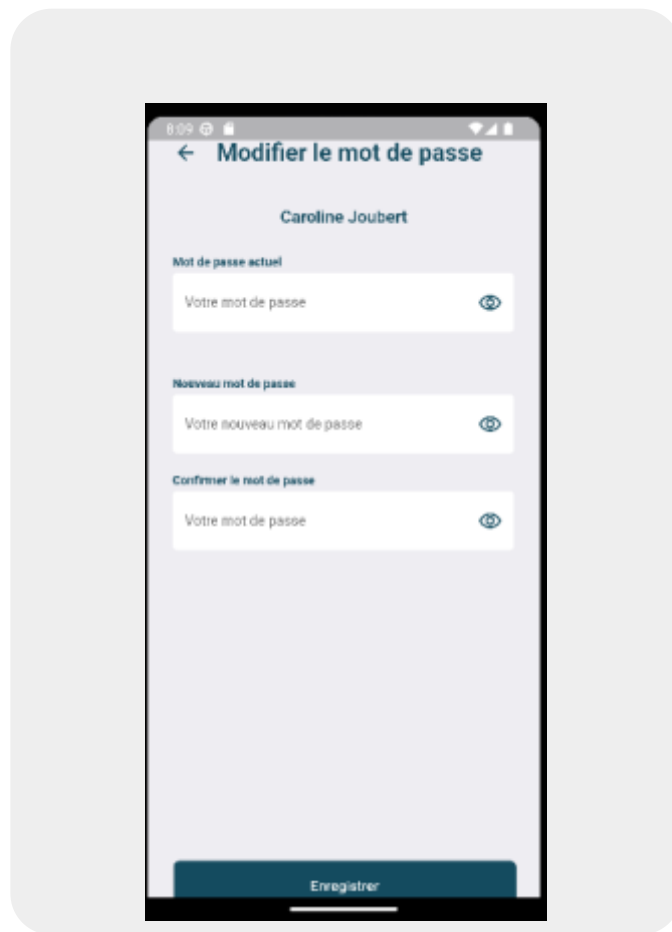 8:09
Modifier le mot de passe
Caroline Joubert
Mot de passe actuel
Votre mot de passe
Nouveau mot de passe
Votre nouveau mot de passe
Confirmer le mot de passe
Votre mot de passe
Enregistrer